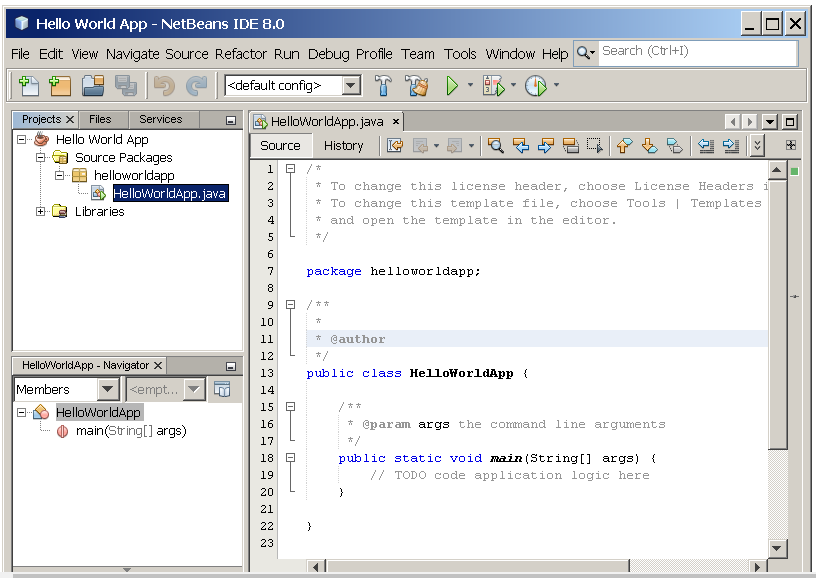 Hello World App - NetBeans IDE 8.0
File Edit View Navigate Source Refactor Run Debug Profile Team Tools Window Help Search (Ctrl+I)
<default config>
Projects Files Services
Hello World App
Source Packages
helloworldapp
HelloWorldApp.java
Libraries
HelloWorldApp - Navigator
Members <empt...
HelloWorldApp
main(String[] args)
HelloWorldApp.java
Source History
1 /*
2 * To change this license header, choose License Headers i
3 * To change this template file, choose Tools | Templates
4 * and open the template in the editor.
5 */
6
7 package helloworldapp;
8
9 /**
10 *
11 * @author
12 */
13 public class HelloWorldApp {
14
15 /**
16 * @param args the command line arguments
17 */
18 public static void main(String[] args) {
19 // TODO code application logic here
20 }
21
22 }
23